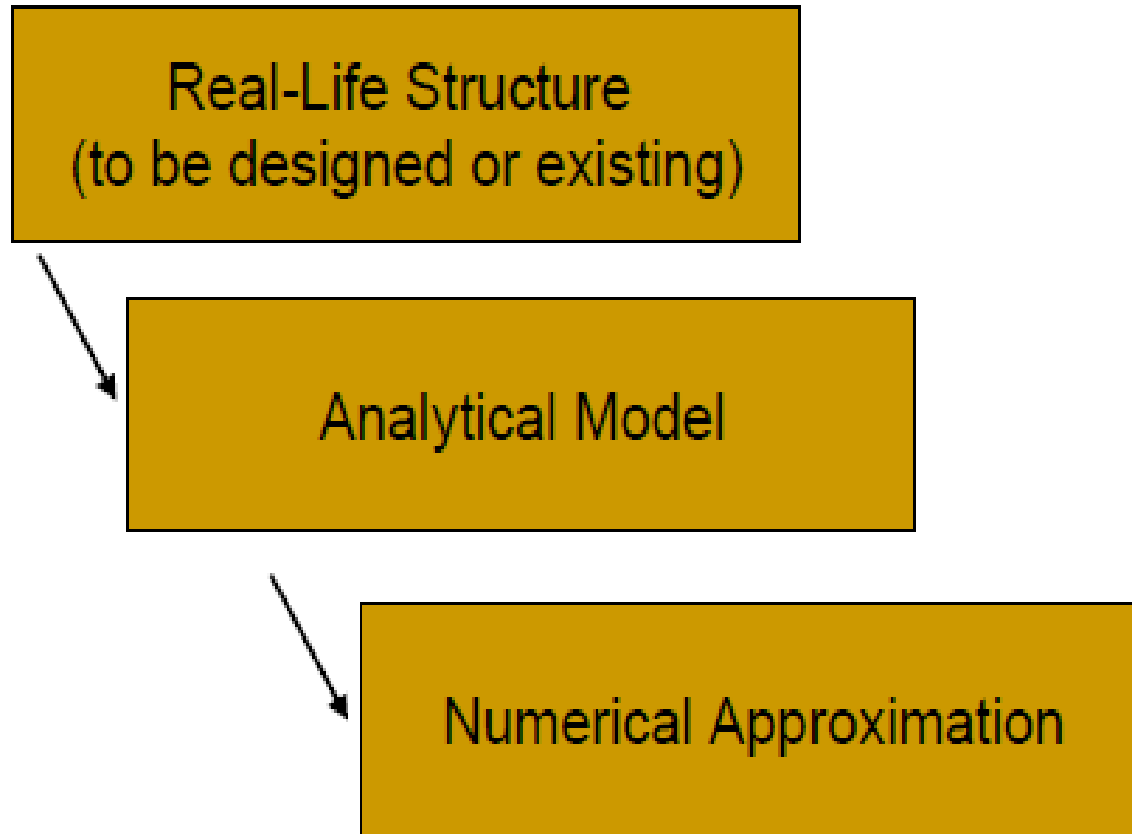 Real-Life Structure
(to be designed or existing)
Analytical Model
Numerical Approximation